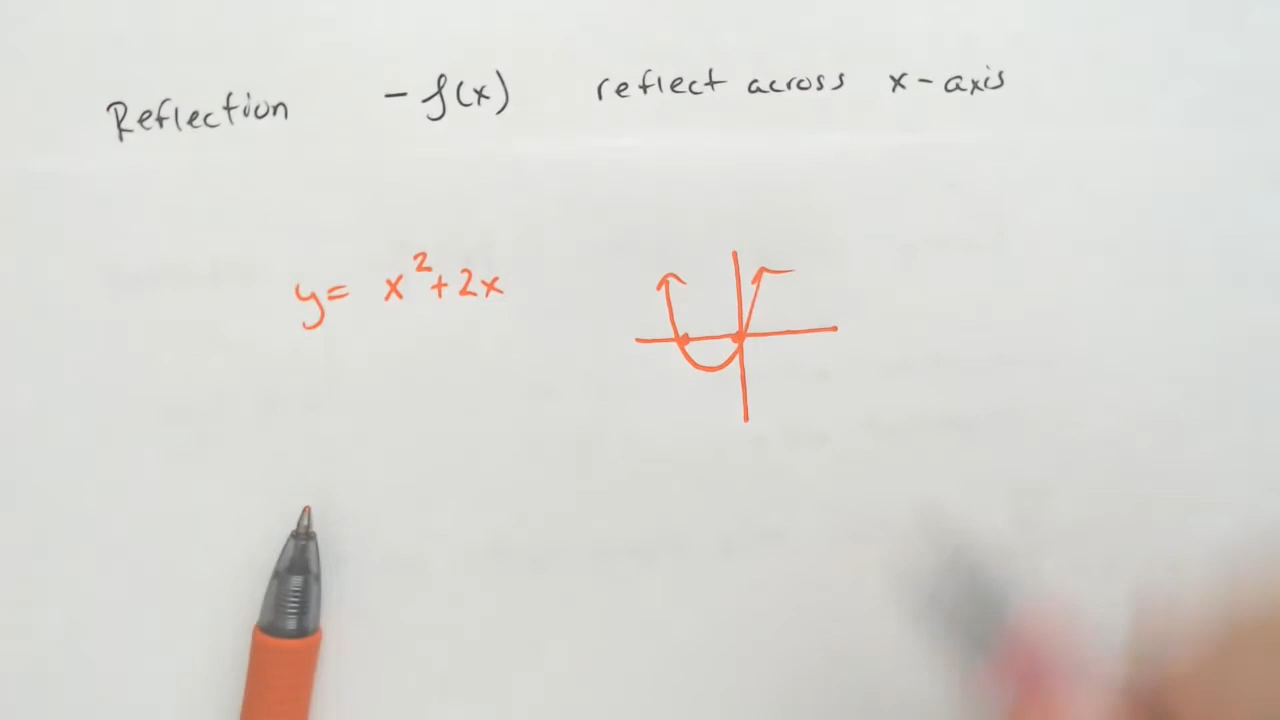 Reflection -f(x) reflect across x-axis
y= x²+2x